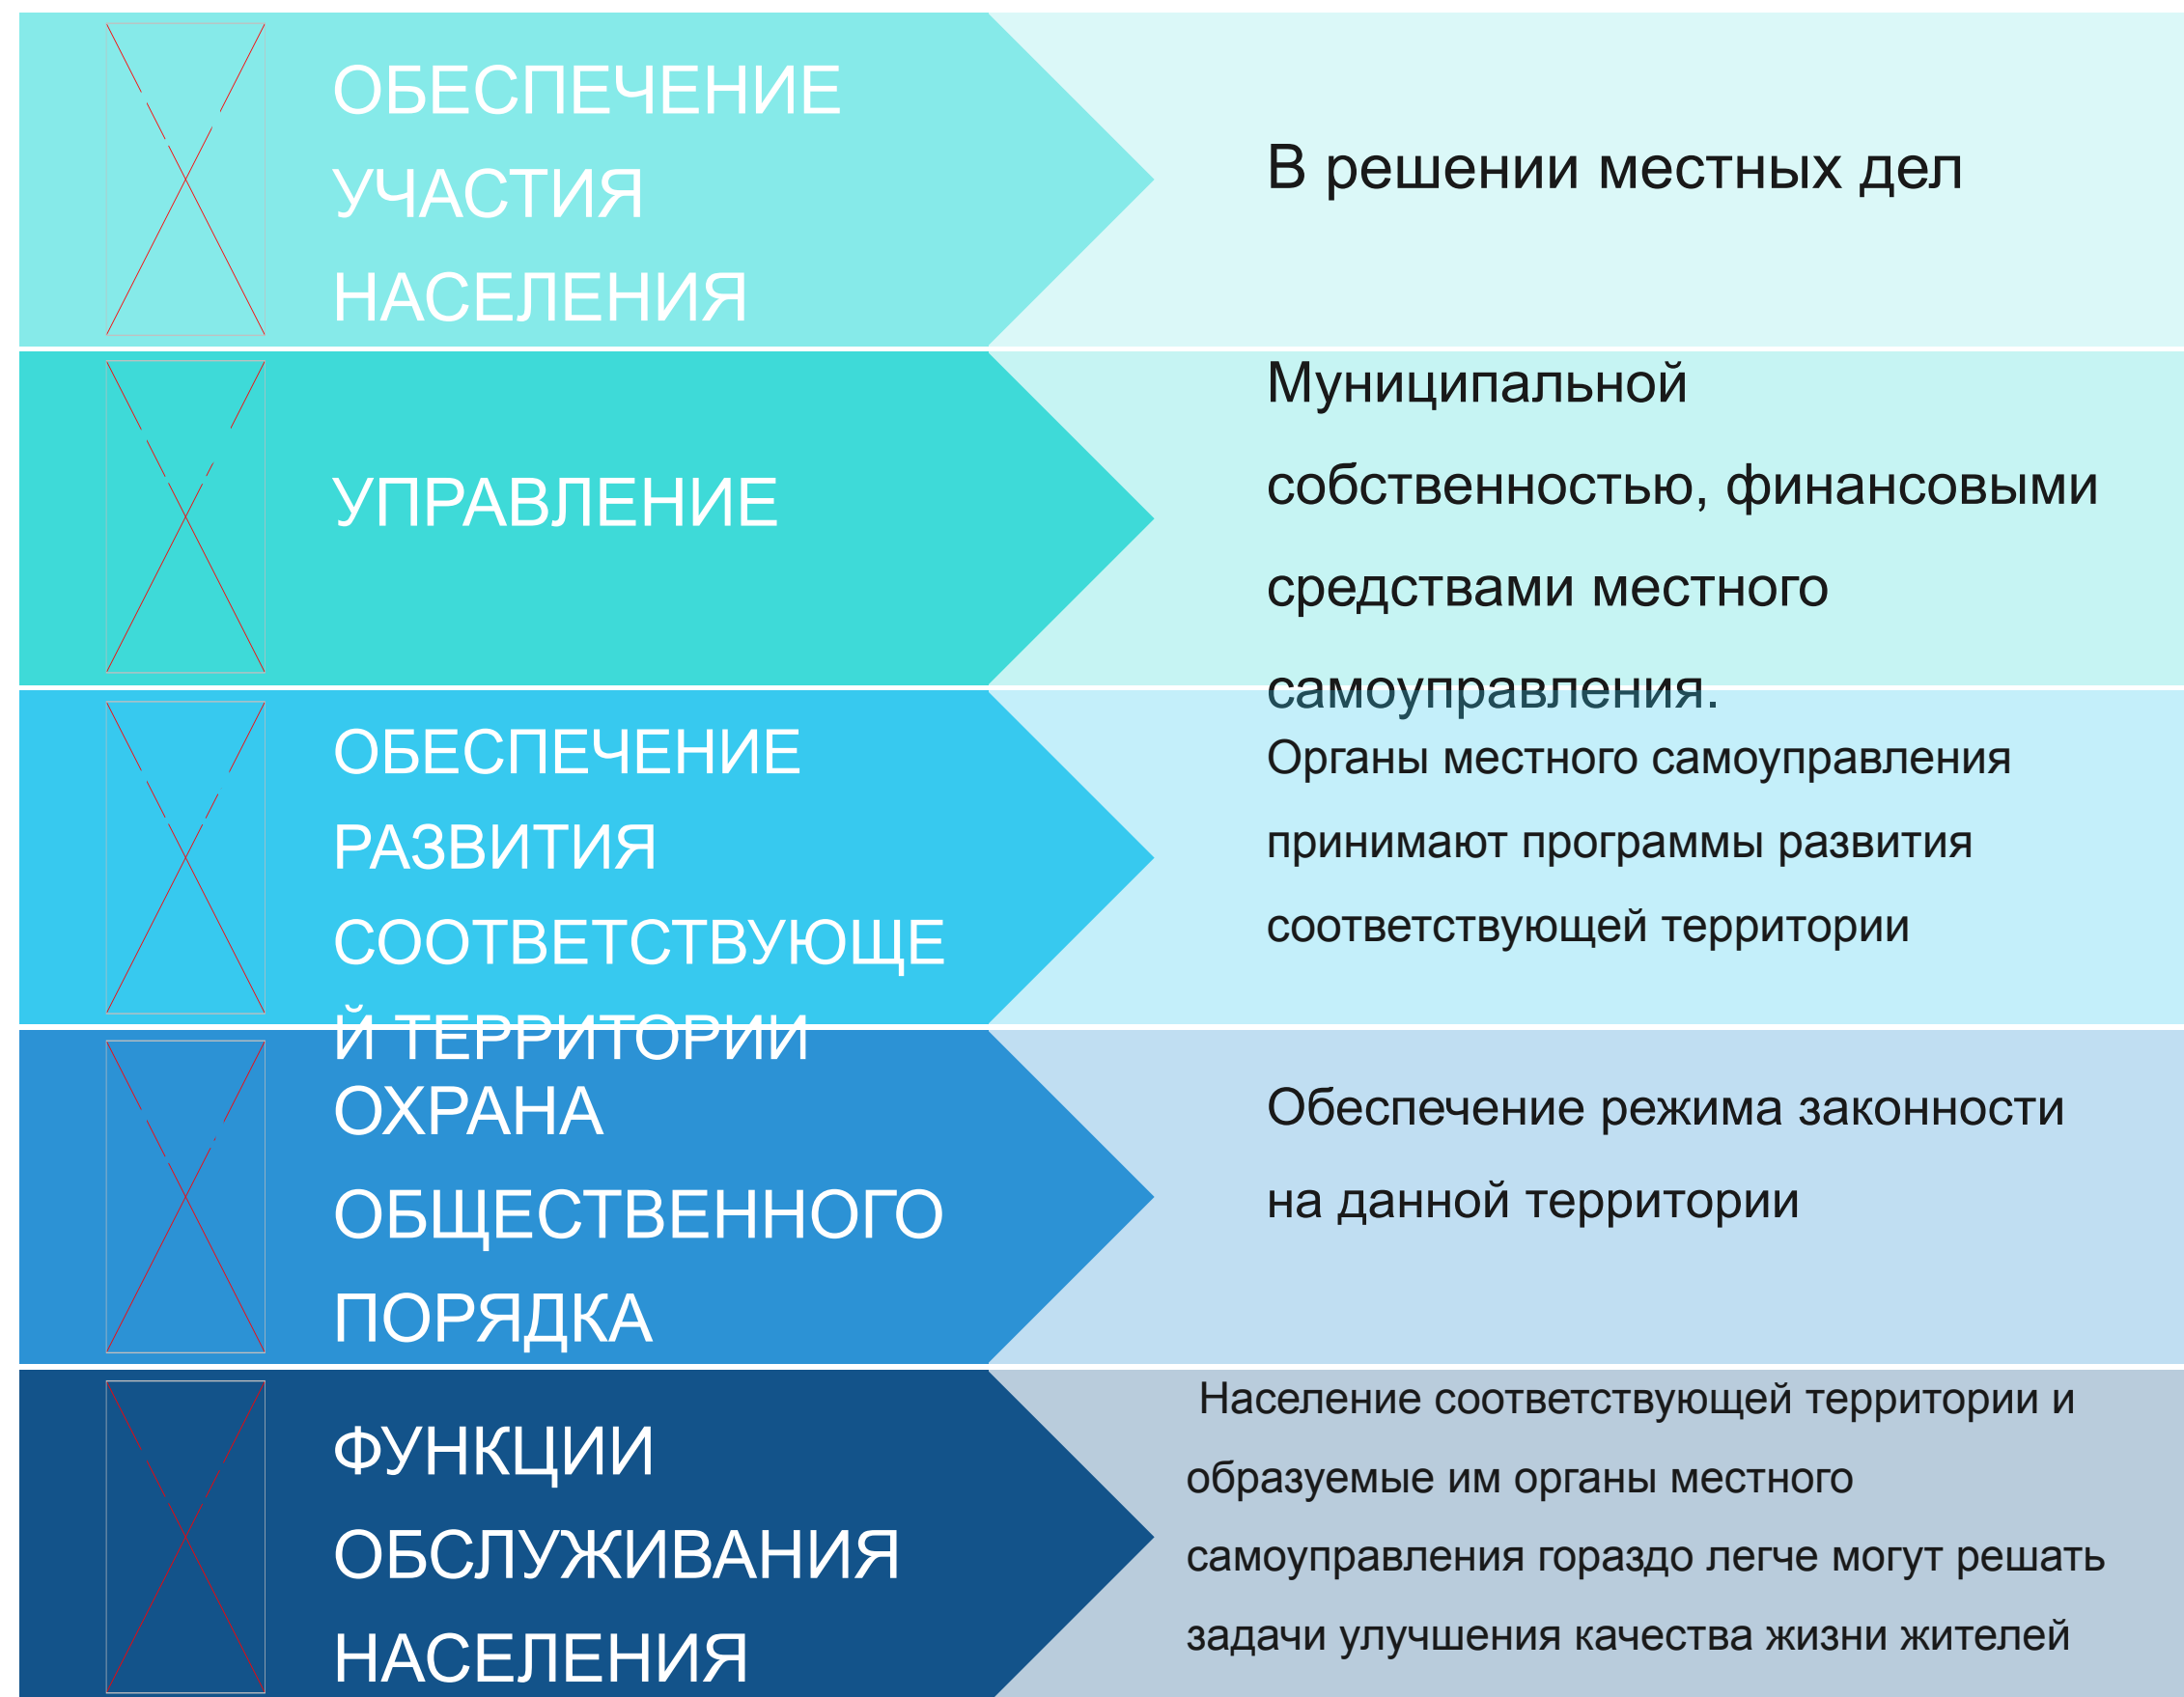 ОБЕСПЕЧЕНИЕ
УЧАСТИЯ
НАСЕЛЕНИЯ
В решении местных дел
УПРАВЛЕНИЕ
Муниципальной
собственностью, финансовыми
средствами местного
самоуправления.
ОБЕСПЕЧЕНИЕ
РАЗВИТИЯ
СООТВЕТСТВУЮЩЕ
Й ТЕРРИТОРИИ
Органы местного самоуправления
принимают программы развития
соответствующей территории
ОХРАНА
ОБЩЕСТВЕННОГО
ПОРЯДКА
Обеспечение режима законности
на данной территории
ФУНКЦИИ
ОБСЛУЖИВАНИЯ
НАСЕЛЕНИЯ
Население соответствующей территории и
образуемые им органы местного
самоуправления гораздо легче могут решать
задачи улучшения качества жизни жителей